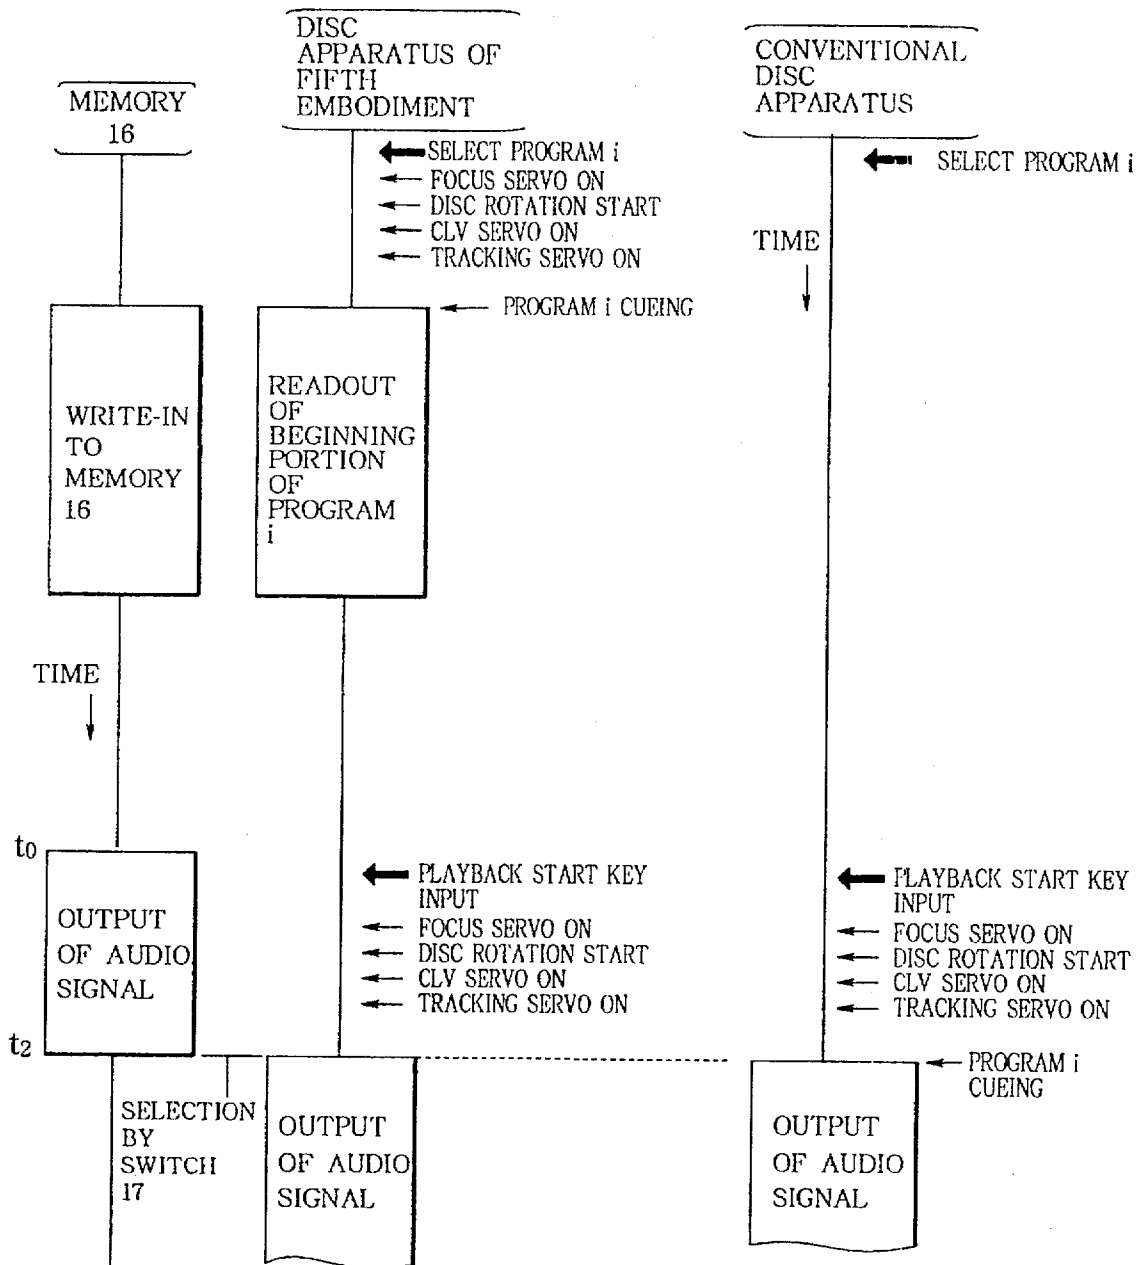 DISC
APPARATUS OF
FIFTH
EMBODIMENT
CONVENTIONAL
DISC
APPARATUS
MEMORY
16
SELECT PROGRAM i
FOCUS SERVO ON
DISC ROTATION START
CLV SERVO ON
TRACKING SERVO ON
SELECT PROGRAM i
TIME
PROGRAM i CUEING
WRITE-IN
TO
MEMORY
16
READOUT
OF
BEGINNING
PORTION
OF
PROGRAM
i
TIME
t0
OUTPUT
OF AUDIO
SIGNAL
PLAYBACK START KEY
INPUT
FOCUS SERVO ON
DISC ROTATION START
CLV SERVO ON
TRACKING SERVO ON
PLAYBACK START KEY
INPUT
FOCUS SERVO ON
DISC ROTATION START
CLV SERVO ON
TRACKING SERVO ON
t2
PROGRAM i
CUEING
SELECTION
BY
SWITCH
17
OUTPUT
OF AUDIO
SIGNAL
OUTPUT
OF AUDIO
SIGNAL